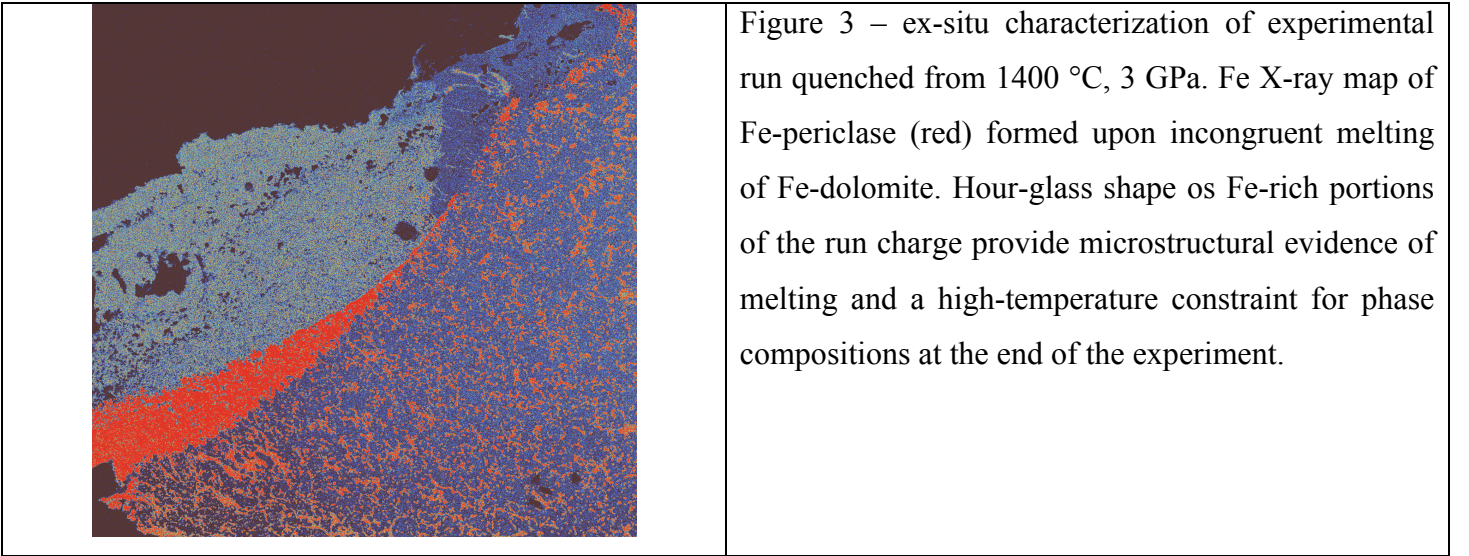 Figure 3 – ex-situ characterization of experimental
run quenched from 1400 °C, 3 GPa. Fe X-ray map of
Fe-periclase (red) formed upon incongruent melting
of Fe-dolomite. Hour-glass shape os Fe-rich portions
of the run charge provide microstructural evidence of
melting and a high-temperature constraint for phase
compositions at the end of the experiment.